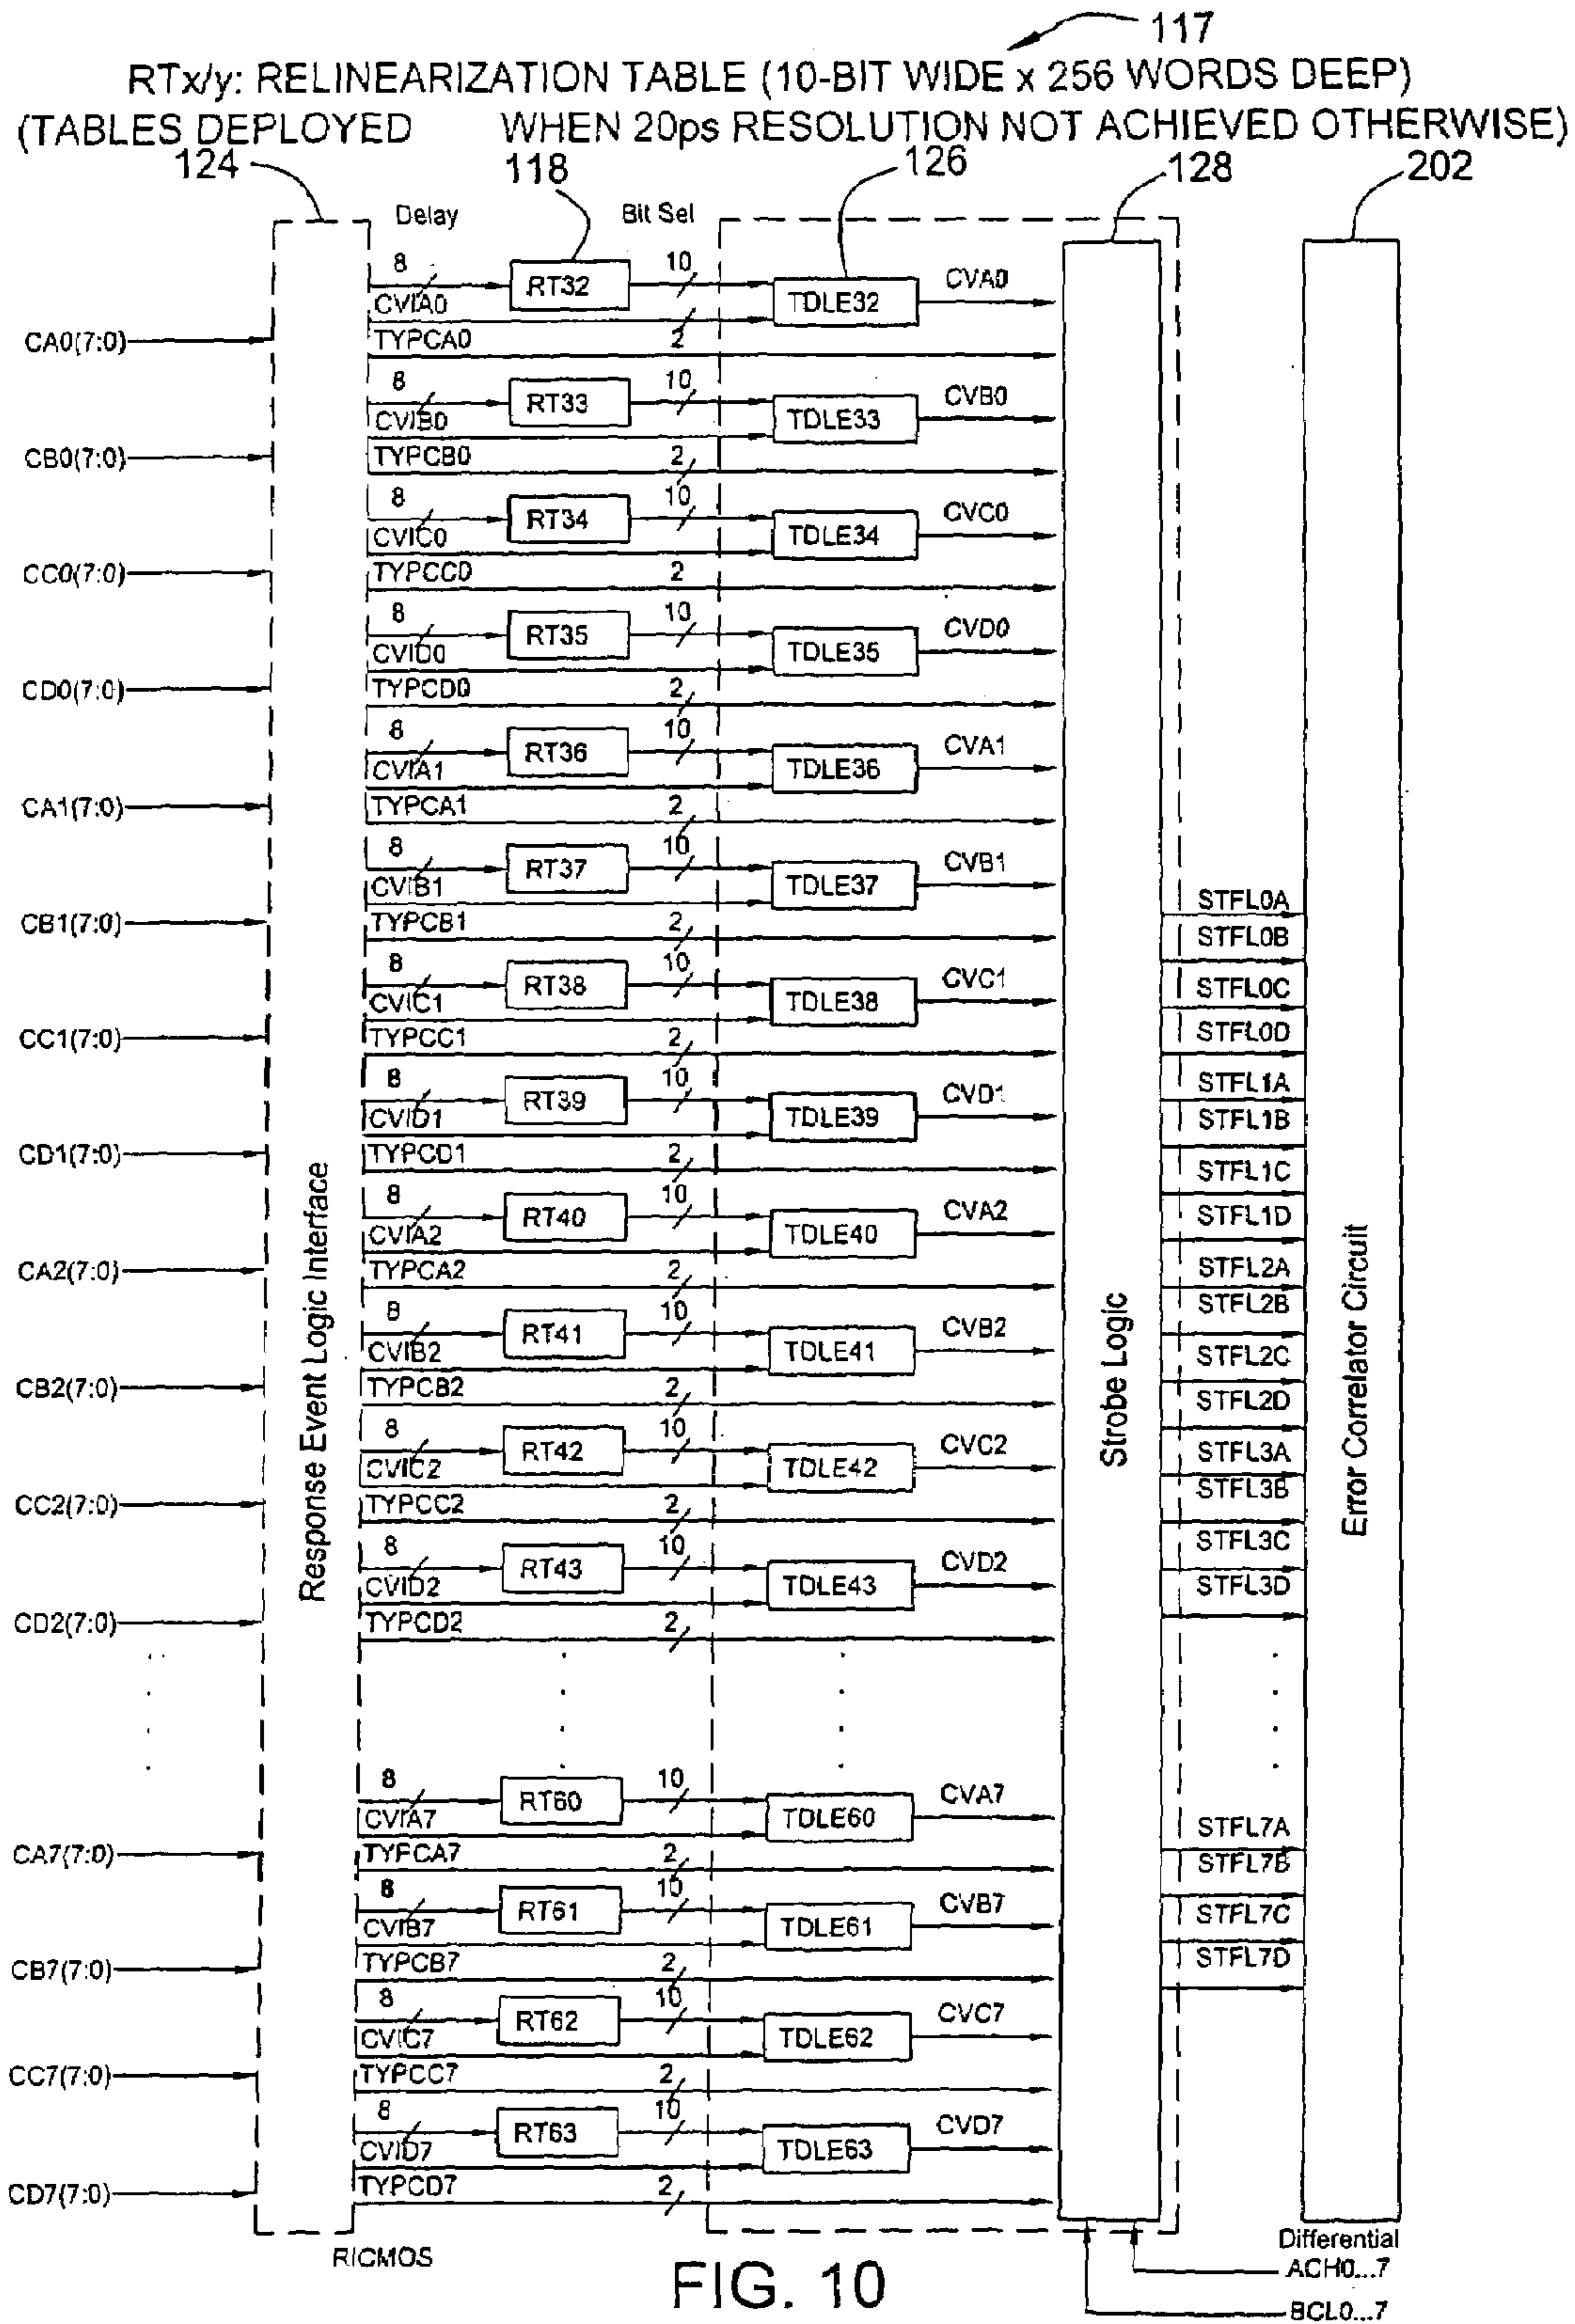 117
RTx/y: RELINEARIZATION TABLE (10-BIT WIDE x 256 WORDS DEEP)
(TABLES DEPLOYED WHEN 20ps RESOLUTION NOT ACHIEVED OTHERWISE)
124 118 126 128 202
Delay Bit Sel
8 RT32 10 TDLE32 CVA0
CVIA0
CA0(7:0) TYPCA0 2
8 RT33 10 TDLE33 CVB0
CVIB0
CB0(7:0) TYPCB0 2
8 RT34 10 TDLE34 CVC0
CVIC0
CC0(7:0) TYPCC0 2
8 RT35 10 TDLE35 CVD0
CVID0
CD0(7:0) TYPCD0 2
8 RT36 10 TDLE36 CVA1
CVIA1
CA1(7:0) TYPCA1 2
8 RT37 10 TDLE37 CVB1
CVIB1
CB1(7:0) TYPCB1 2
8 RT38 10 TDLE38 CVC1
CVIC1
CC1(7:0) TYPCC1 2
8 RT39 10 TDLE39 CVD1
CVID1
CD1(7:0) TYPCD1 2
8 RT40 10 TDLE40 CVA2
CVIA2
CA2(7:0) TYPCA2 2
8 RT41 10 TDLE41 CVB2
CVIB2
CB2(7:0) TYPCB2 2
8 RT42 10 TDLE42 CVC2
CVIC2
CC2(7:0) TYPCC2 2
8 RT43 10 TDLE43 CVD2
CVID2
CD2(7:0) TYPCD2 2
8 RT60 10 TDLE60 CVA7
CVIA7
CA7(7:0) TYPCA7 2
8 RT61 10 TDLE61 CVB7
CVIB7
CB7(7:0) TYPCB7 2
8 RT62 10 TDLE62 CVC7
CVIC7
CC7(7:0) TYPCC7 2
8 RT63 10 TDLE63 CVD7
CVID7
CD7(7:0) TYPCD7 2
Response Event Logic Interface
Strobe Logic
STFL0A
STFL0B
STFL0C
STFL0D
STFL1A
STFL1B
STFL1C
STFL1D
STFL2A
STFL2B
STFL2C
STFL2D
STFL3A
STFL3B
STFL3C
STFL3D
STFL7A
STFL7B
STFL7C
STFL7D
Error Correlator Circuit
RICMOS
Differential
ACH0...7
BCL0...7
FIG. 10